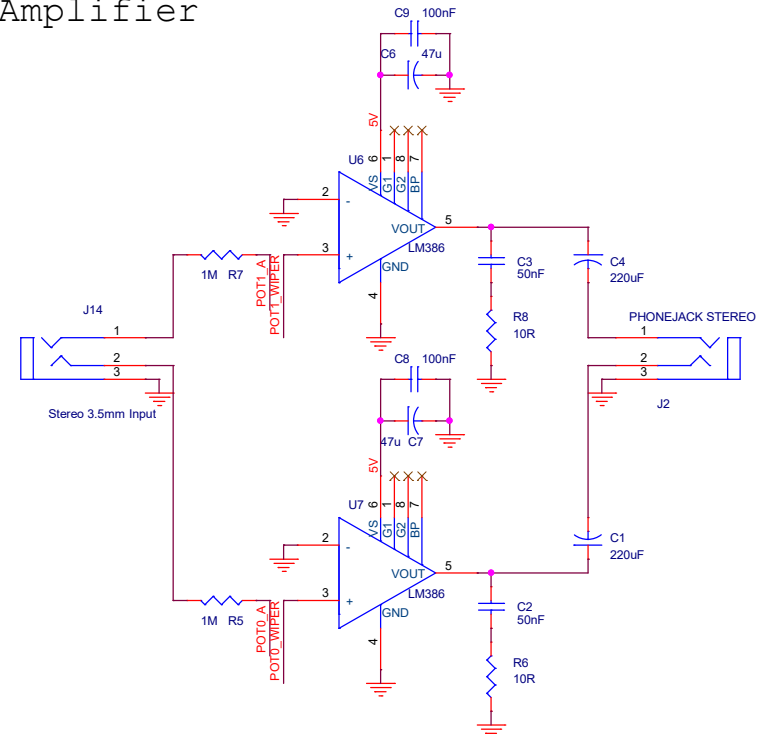 Amplifier
C9 100nF
C6 47u
5V
U6
6 1 8 7
VS G1 G2 BP
2
-
VOUT 5
LM386
3
+
GND
4
1M R7
POT1_A
POT1_WIPER
C3
50nF
C4
220uF
R8
10R
J14
1
2
3
Stereo 3.5mm Input
PHONEJACK STEREO
1
2
3
J2
C8 100nF
47u C7
5V
U7
6 1 8 7
VS G1 G2 BP
2
-
VOUT 5
LM386
3
+
GND
4
1M R5
POT0_A
POT0_WIPER
C1
220uF
C2
50nF
R6
10R